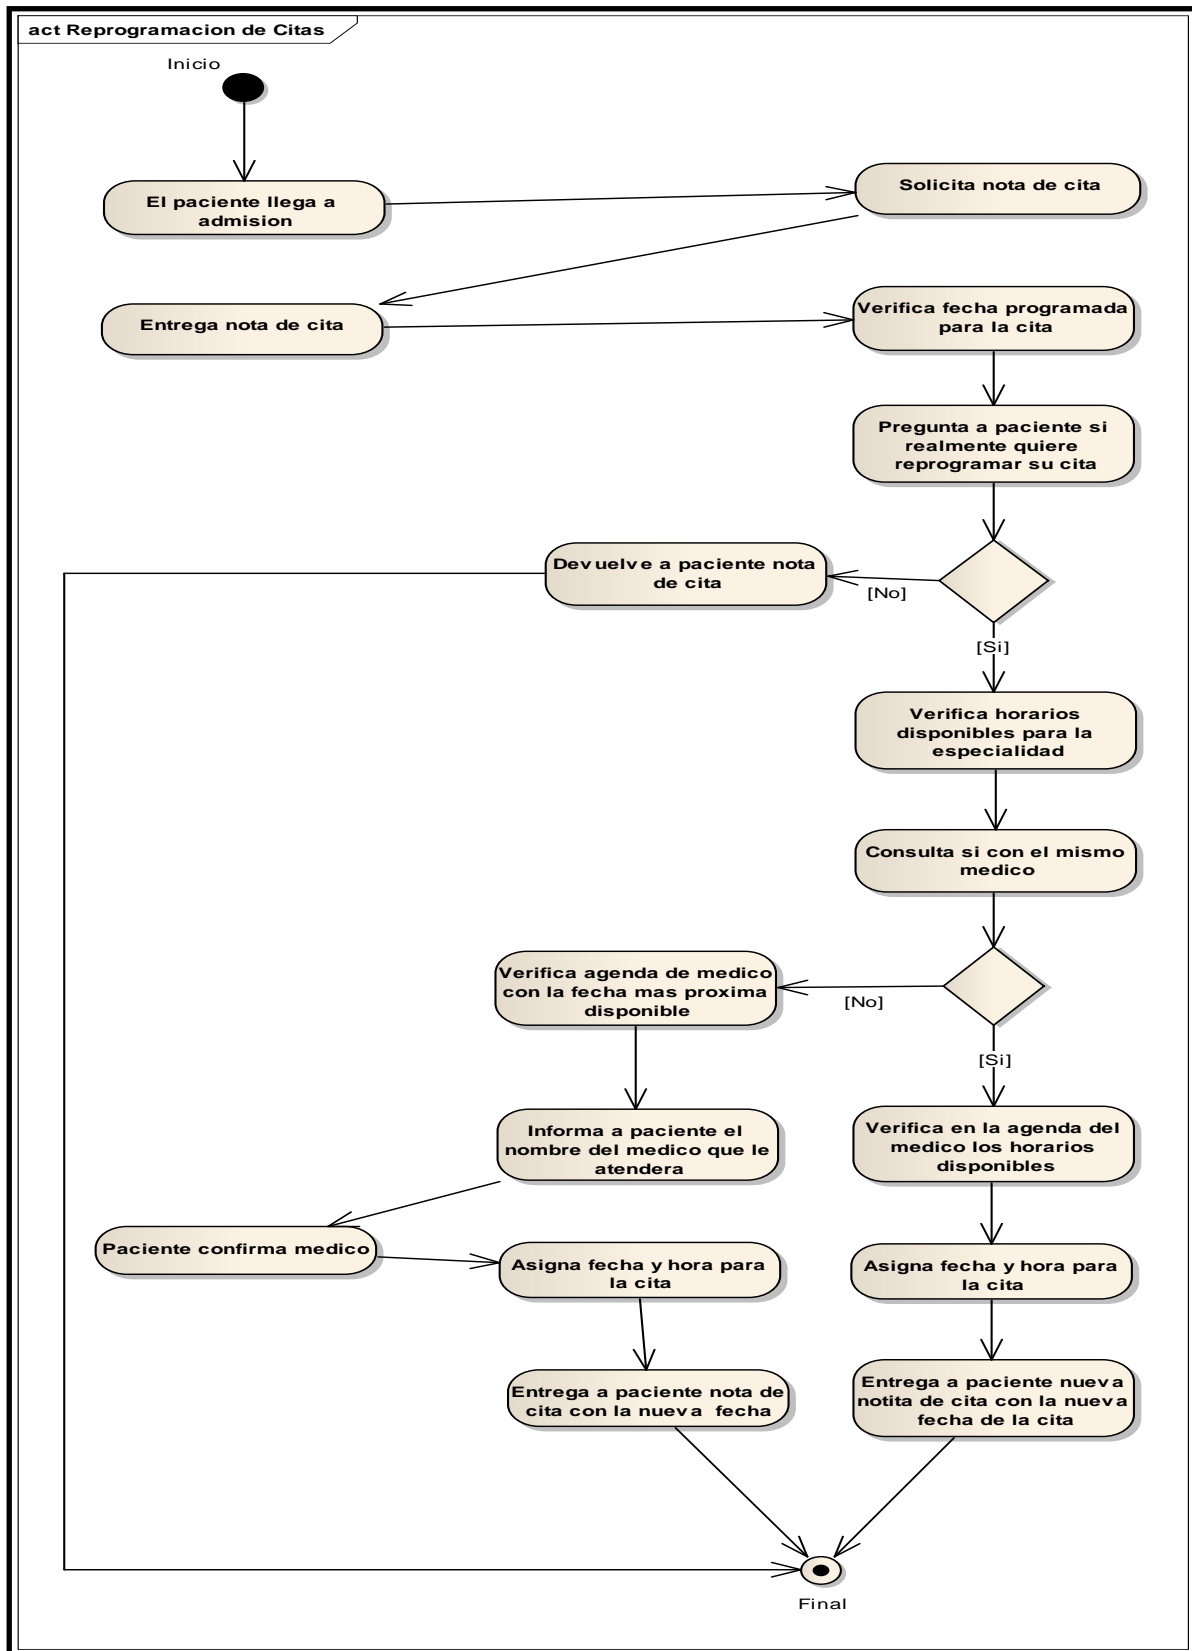 act Reprogramacion de Citas
Inicio
El paciente llega a
admision
Solicita nota de cita
Entrega nota de cita
Verifica fecha programada
para la cita
Pregunta a paciente si
realmente quiere
reprogramar su cita
Devuelve a paciente nota
de cita
[No]
[Si]
Verifica horarios
disponibles para la
especialidad
Consulta si con el mismo
medico
Verifica agenda de medico
con la fecha mas proxima
disponible
[No]
[Si]
Informa a paciente el
nombre del medico que le
atendera
Verifica en la agenda del
medico los horarios
disponibles
Paciente confirma medico
Asigna fecha y hora para
la cita
Asigna fecha y hora para
la cita
Entrega a paciente nota de
cita con la nueva fecha
Entrega a paciente nueva
notita de cita con la nueva
fecha de la cita
Final